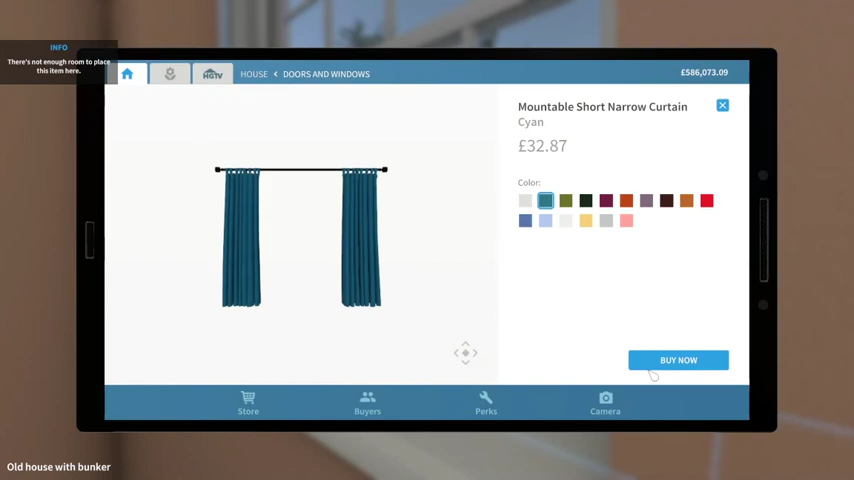 INFO
There's not enough room to place
this item here.
HGTV
HOUSE < DOORS AND WINDOWS
£586,073.09
Mountable Short Narrow Curtain
Cyan
£32.87
Color:
BUY NOW
Store
Buyers
Perks
Camera
Old house with bunker